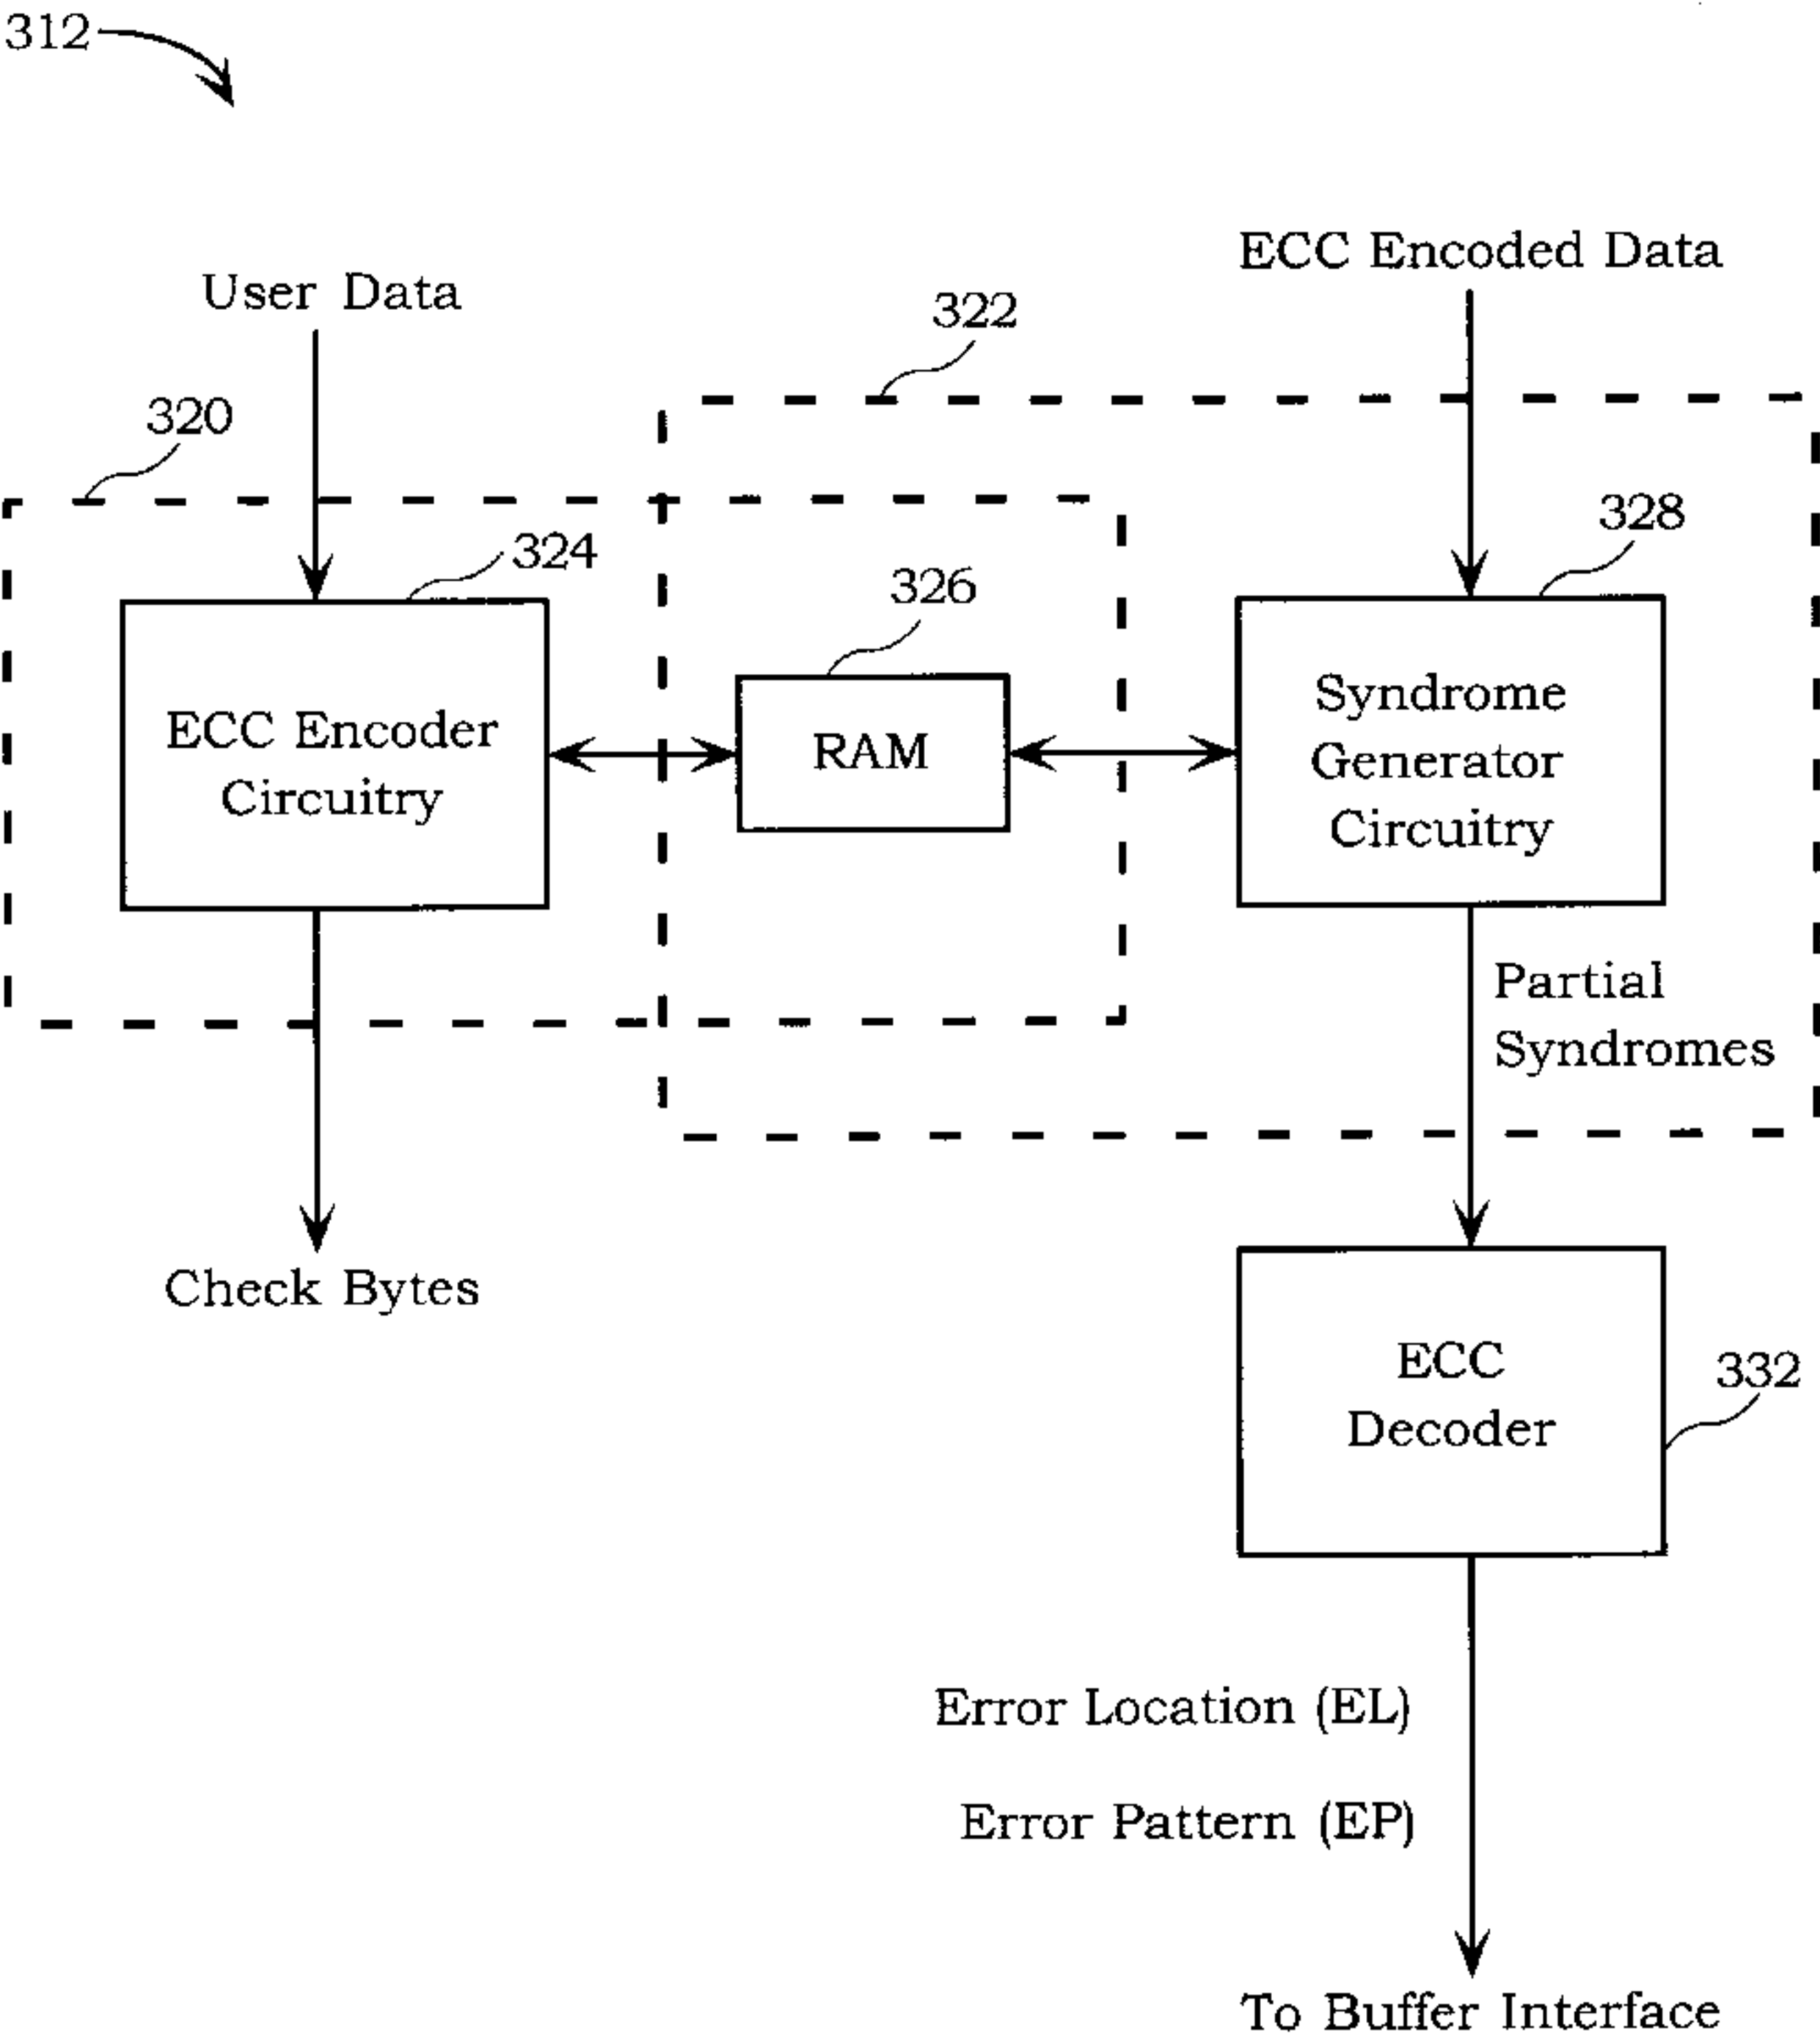 312
ECC Encoded Data
User Data
322
320
328
324
326
ECC Encoder
Circuitry
RAM
Syndrome
Generator
Circuitry
Partial
Syndromes
Check Bytes
ECC
Decoder
332
Error Location (EL)
Error Pattern (EP)
To Buffer Interface